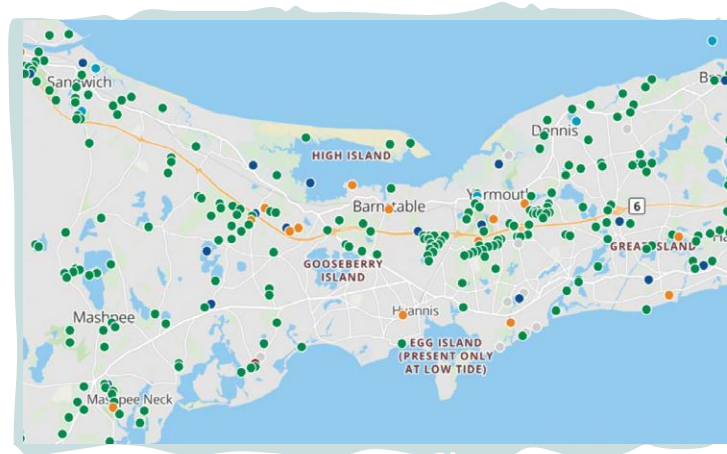 Sandwich
Dennis
HIGH ISLAND
Yarmouth
Barnstable
6
GREAT ISLAND
GOOSEBERRY
ISLAND
Mashpee
Hyannis
EGG ISLAND
(PRESENT ONLY
AT LOW TIDE)
Mashpee Neck